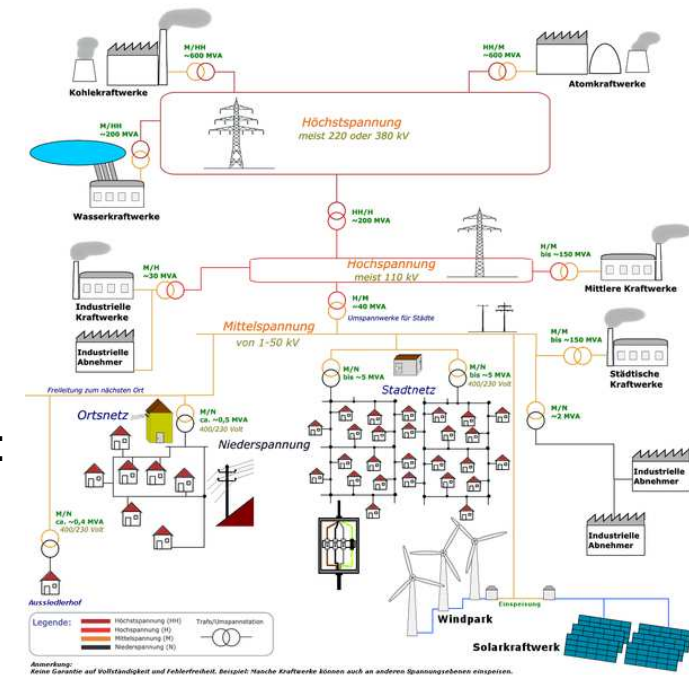 M/HH
~600 MVA
HH/M
~600 MVA
Kohlekraftwerke
Atomkraftwerke
Höchstspannung
meist 220 oder 380 kV
M/HH
~200 MVA
Wasserkraftwerke
HH/H
~200 MVA
M/H
~30 MVA
Hochspannung
meist 110 kV
H/M
bis ~150 MVA
Industrielle
Kraftwerke
Mittlere Kraftwerke
H/M
~40 MVA
Umspannwerke für Städte
Mittelspannung
von 1-50 kV
Industrielle
Abnehmer
M/M
bis ~150 MVA
Städtische
Kraftwerke
Freileitung zum nächsten Ort
M/N
bis ~5 MVA
M/N
bis ~5 MVA
400/230 Volt
Stadtnetz
Ortsnetz
M/N
ca. ~0,5 MVA
400/230 Volt
Niederspannung
M/N
~2 MVA
:
Industrielle
Abnehmer
M/N
ca. ~0,4 MVA
400/230 Volt
Industrielle
Abnehmer
Aussiedlerhof
Windpark
Einspeisung
Solarkraftwerk
Legende:
Höchstspannung (HH)
Hochspannung (H)
Mittelspannung (M)
Niederspannung (N)
Trafo/Umspannstation
Anmerkung:
Keine Garantie auf Vollständigkeit und Fehlerfreiheit. Beispiel: Manche Kraftwerke können auch an anderen Spannungsebenen einspeisen.